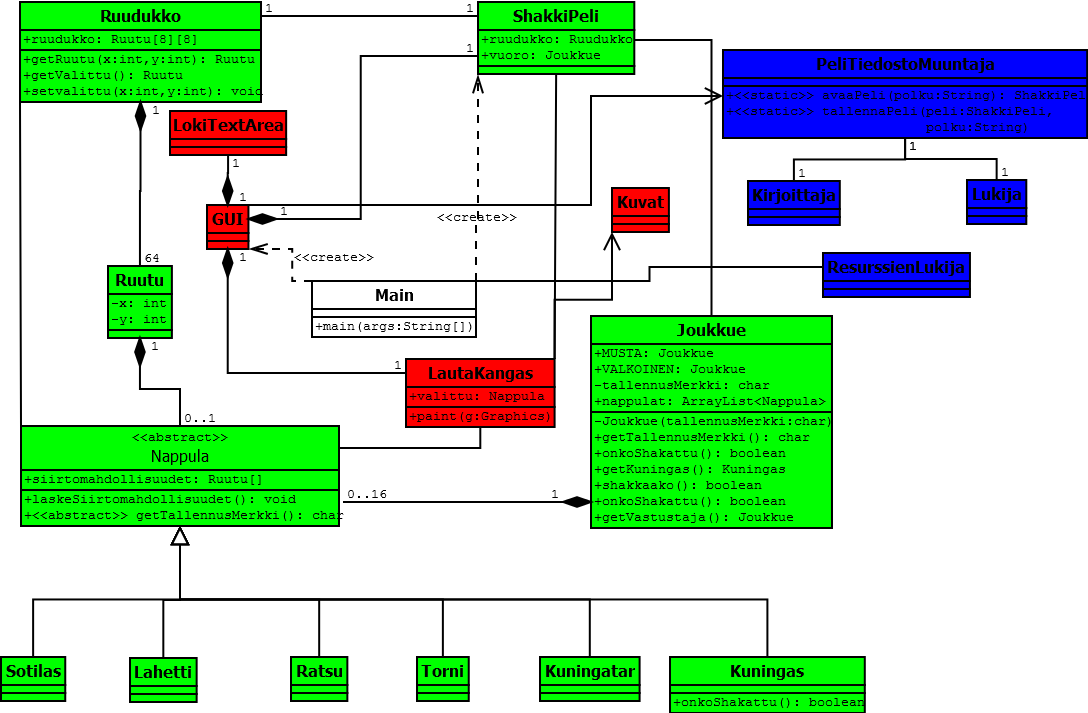 Ruudukko
+ruudukko: Ruutu[8][8]
+getRuutu(x:int,y:int): Ruutu
+getValittu(): Ruutu
+setvalittu(x:int,y:int): void
1
1
ShakkiPeli
+ruudukko: Ruudukko
+vuoro: Joukkue
1
PeliTiedostoMuuntaja
+<<static>> avaaPeli(polku:String): ShakkiPeli
+<<static>> tallennaPeli(peli:ShakkiPeli,
polku:String)
1
1
LokiTextArea
1
1
GUI
1
1
<<create>>
<<create>>
Kuvat
1
Kirjoittaja
1
Lukija
64
Ruutu
-x: int
-y: int
1
Main
+main(args:String[])
ResurssienLukija
1
LautaKangas
+valittu: Nappula
+paint(g:Graphics)
Joukkue
+MUSTA: Joukkue
+VALKOINEN: Joukkue
-tallennusMerkki: char
+nappulat: ArrayList<Nappula>
-Joukkue(tallennusMerkki:char)
+getTallennusMerkki(): char
+onkoShakattu(): boolean
+getKuningas(): Kuningas
+shakkaako(): boolean
+onkoShakattu(): boolean
+getVastustaja(): Joukkue
0..1
<<abstract>>
Nappula
+siirtomahdollisuudet: Ruutu[]
+laskeSiirtomahdollisuudet(): void
+<<abstract>> getTallennusMerkki(): char
0..16
1
Sotilas
Lahetti
Ratsu
Torni
Kuningatar
Kuningas
+onkoShakattu(): boolean